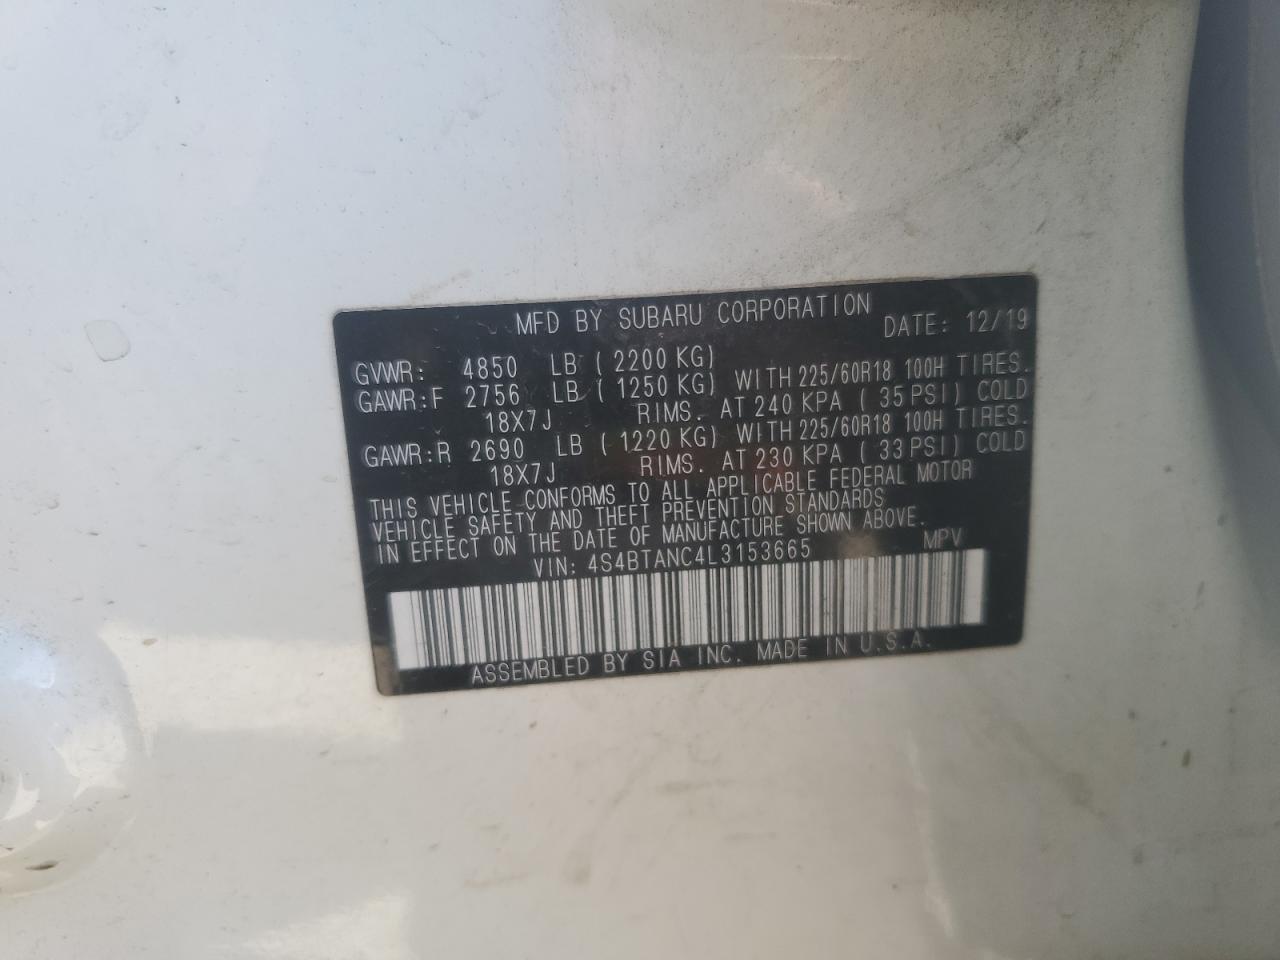 MFD BY SUBARU CORPORATION DATE: 12/19
GVWR: 4850 LB (2200 KG)
GAWR:F 2756 LB (1250 KG) WITH 225/60R18 100H TIRES.
18X7J RIMS. AT 240 KPA (35 PSI) COLD
GAWR:R 2690 LB (1220 KG) WITH 225/60R18 100H TIRES.
18X7J RIMS. AT 230 KPA (33 PSI) COLD
THIS VEHICLE CONFORMS TO ALL APPLICABLE FEDERAL MOTOR
VEHICLE SAFETY AND THEFT PREVENTION STANDARDS
IN EFFECT ON THE DATE OF MANUFACTURE SHOWN ABOVE.
VIN: 4S4BTANC4L3153665 MPV
ASSEMBLED BY SIA INC. MADE IN U.S.A.